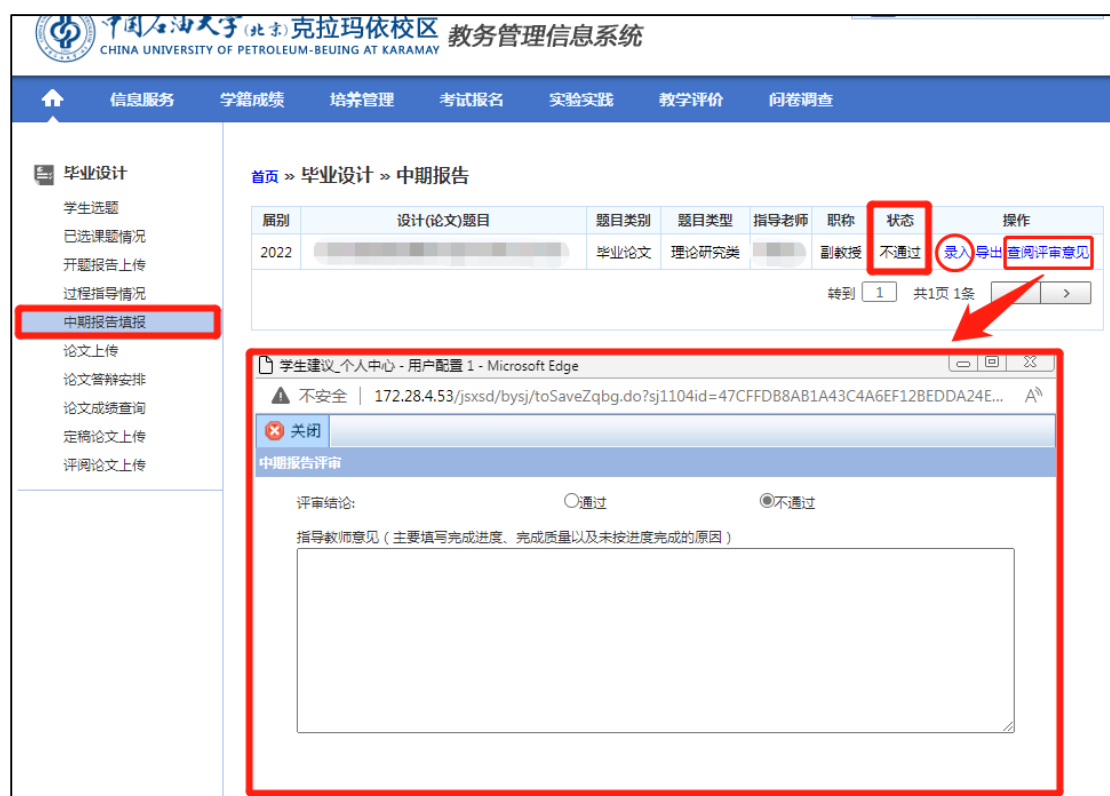 中国石油大学(北京)克拉玛依校区 教务管理信息系统
CHINA UNIVERSITY OF PETROLEUM-BEIJING AT KARAMAY
信息服务 学籍成绩 培养管理 考试报名 实验实践 教学评价 问卷调查
毕业设计
学生选题
已选课题情况
开题报告上传
过程指导情况
中期报告填报
论文上传
论文答辩安排
论文成绩查询
定稿论文上传
评阅论文上传
首页 » 毕业设计 » 中期报告
届别 设计(论文)题目 题目类别 题目类型 指导老师 职称 状态 操作
2022 毕业论文 理论研究类 副教授 不通过 录入 导出 查阅评审意见
转到 1 共1页 1条 >
学生建议_个人中心 - 用户配置 1 - Microsoft Edge
不安全 | 172.28.4.53/jsxsd/bysj/toSaveZqbg.do?sj1104id=47CFFDB8AB1A43C4A6EF12BEDDA24E...
关闭
中期报告评审
评审结论: 通过 不通过
指导教师意见（主要填写完成进度、完成质量以及未按进度完成的原因）